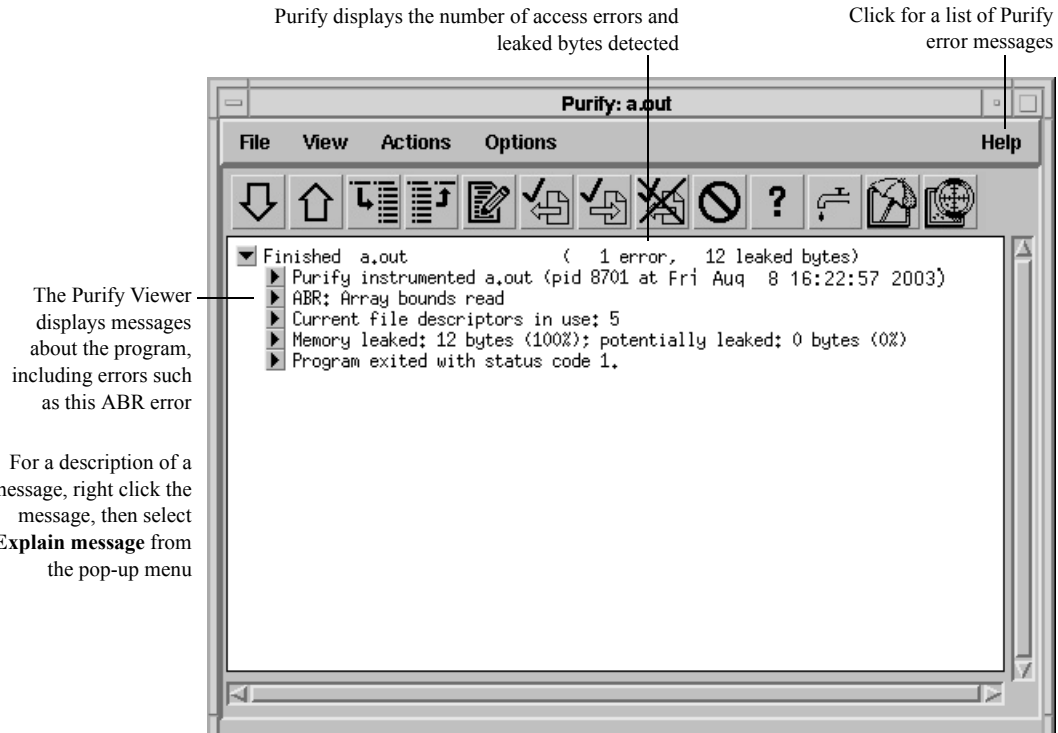 Purify displays the number of access errors and
leaked bytes detected
Click for a list of Purify
error messages
Purify: a.out
File View Actions Options Help
?
Finished a.out ( 1 error, 12 leaked bytes)
Purify instrumented a.out (pid 8701 at Fri Aug 8 16:22:57 2003)
ABR: Array bounds read
Current file descriptors in use: 5
Memory leaked: 12 bytes (100%); potentially leaked: 0 bytes (0%)
Program exited with status code 1.
The Purify Viewer
displays messages
about the program,
including errors such
as this ABR error
For a description of a
message, right click the
message, then select
Explain message from
the pop-up menu